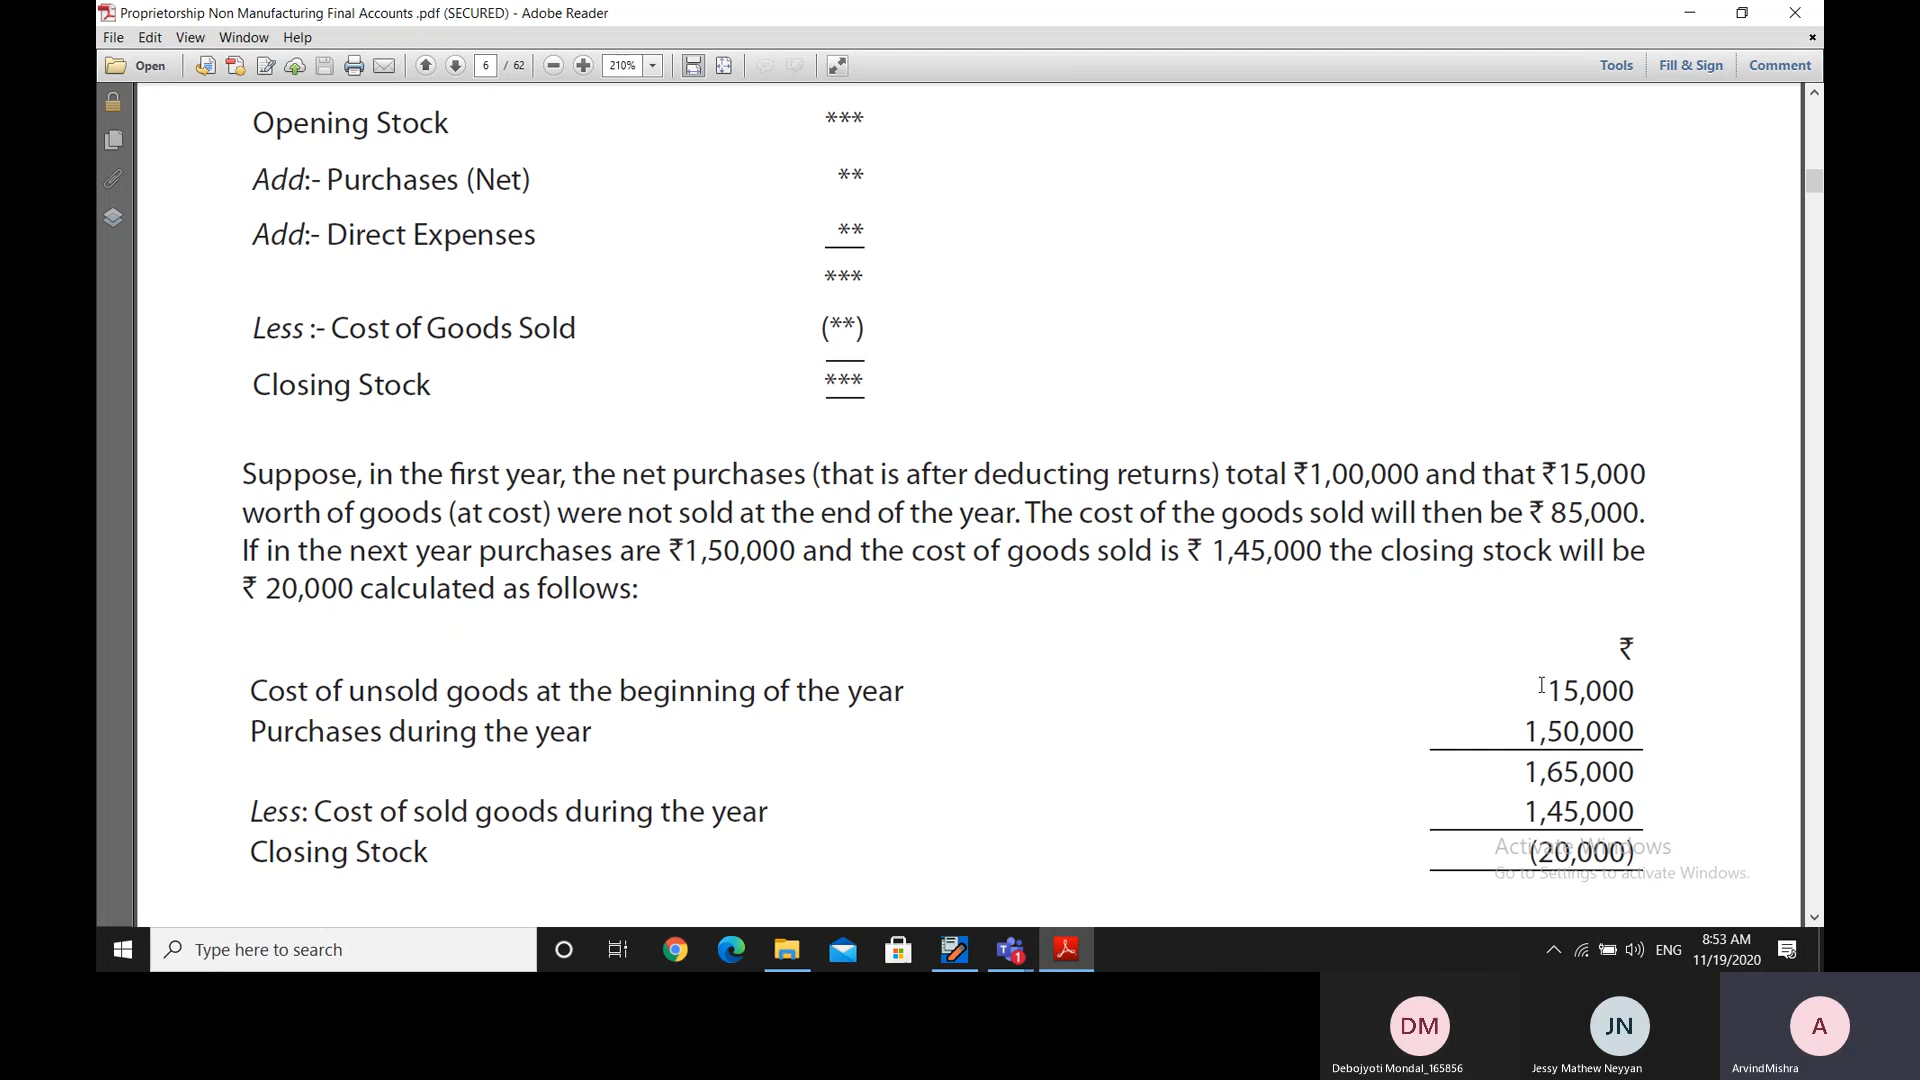 Proprietorship Non Manufacturing Final Accounts .pdf (SECURED) - Adobe Reader
File Edit View Window Help
Open 6 / 62 210% Tools Fill & Sign Comment
Opening Stock ***
Add:- Purchases (Net) **
Add:- Direct Expenses **
***
Less :- Cost of Goods Sold (**)
Closing Stock ***
Suppose, in the first year, the net purchases (that is after deducting returns) total ₹1,00,000 and that ₹15,000
worth of goods (at cost) were not sold at the end of the year. The cost of the goods sold will then be ₹ 85,000.
If in the next year purchases are ₹1,50,000 and the cost of goods sold is ₹ 1,45,000 the closing stock will be
₹ 20,000 calculated as follows:
₹
Cost of unsold goods at the beginning of the year 15,000
Purchases during the year 1,50,000
1,65,000
Less: Cost of sold goods during the year 1,45,000
Closing Stock (20,000)
Activate Windows
Go to Settings to activate Windows.
Type here to search
1
ENG
8:53 AM
11/19/2020
DM JN A
Debojyoti Mondal_165856 Jessy Mathew Neyyan ArvindMishra